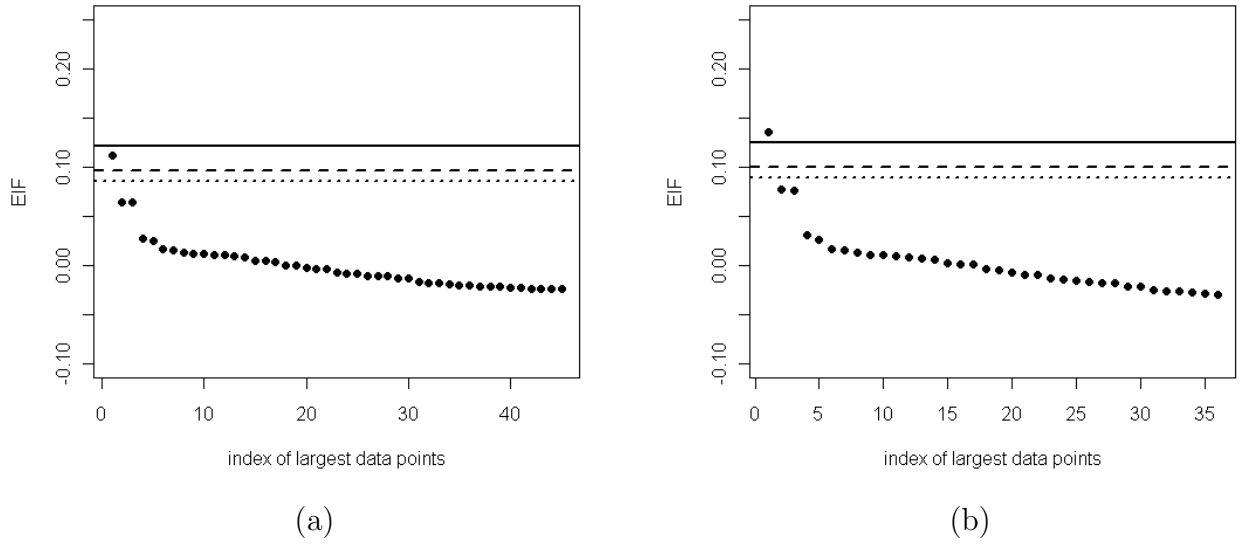 EIF
0.20
0.10
0.00
-0.10
0 10 20 30 40
index of largest data points
(a)
EIF
0.20
0.10
0.00
-0.10
0 5 10 15 20 25 30 35
index of largest data points
(b)